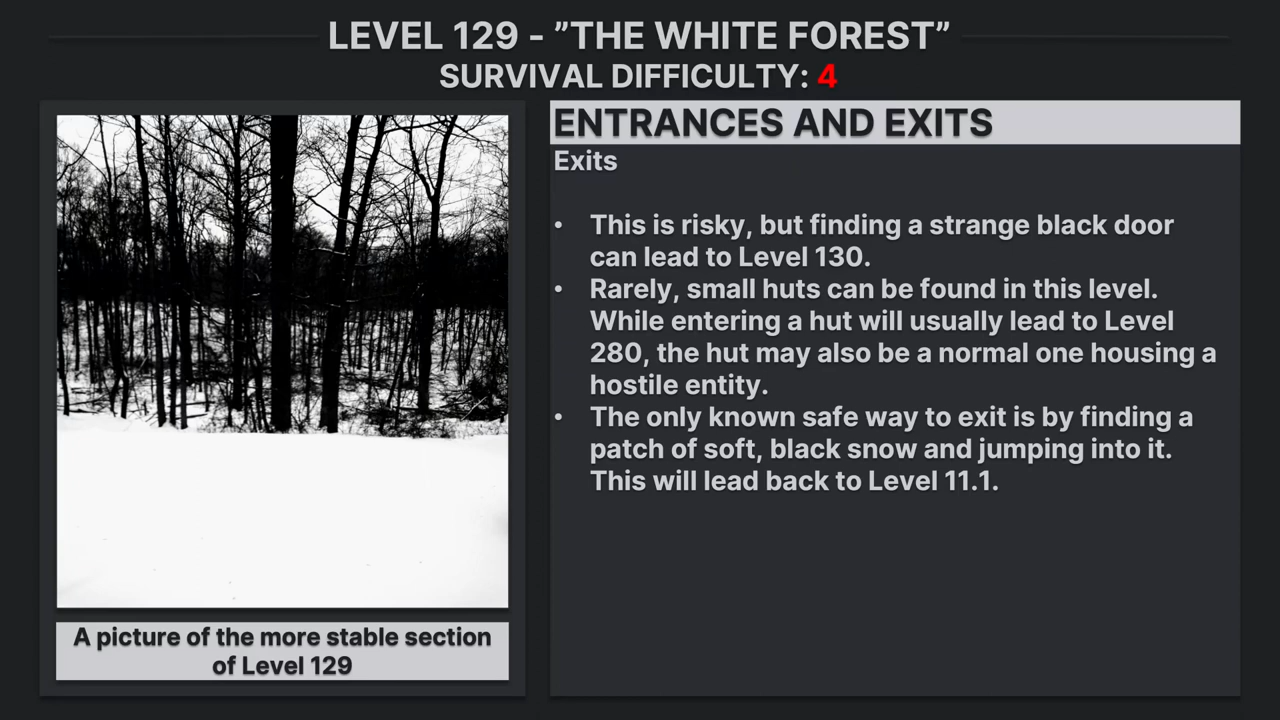 LEVEL 129 - ”THE WHITE FOREST”
SURVIVAL DIFFICULTY: 4
ENTRANCES AND EXITS
Exits
• This is risky, but finding a strange black door
can lead to Level 130.
• Rarely, small huts can be found in this level.
While entering a hut will usually lead to Level
280, the hut may also be a normal one housing a
hostile entity.
• The only known safe way to exit is by finding a
patch of soft, black snow and jumping into it.
This will lead back to Level 11.1.
A picture of the more stable section
of Level 129